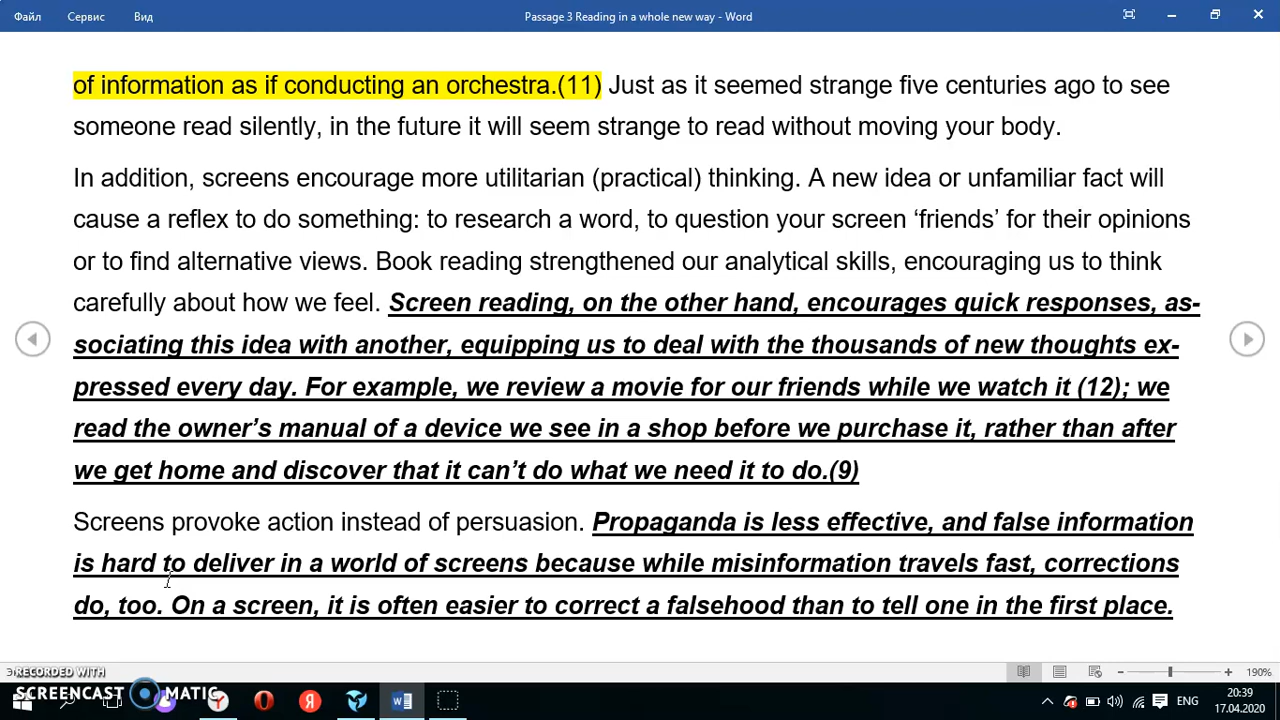 Файл Сервис Вид Passage 3 Reading in a whole new way - Word
of information as if conducting an orchestra.(11) Just as it seemed strange five centuries ago to see
someone read silently, in the future it will seem strange to read without moving your body.
In addition, screens encourage more utilitarian (practical) thinking. A new idea or unfamiliar fact will
cause a reflex to do something: to research a word, to question your screen ‘friends’ for their opinions
or to find alternative views. Book reading strengthened our analytical skills, encouraging us to think
carefully about how we feel. Screen reading, on the other hand, encourages quick responses, as-
sociating this idea with another, equipping us to deal with the thousands of new thoughts ex-
pressed every day. For example, we review a movie for our friends while we watch it (12); we
read the owner’s manual of a device we see in a shop before we purchase it, rather than after
we get home and discover that it can’t do what we need it to do.(9)
Screens provoke action instead of persuasion. Propaganda is less effective, and false information
is hard to deliver in a world of screens because while misinformation travels fast, corrections
do, too. On a screen, it is often easier to correct a falsehood than to tell one in the first place.
190%
RECORDED WITH
SCREENCAST MATIC
ENG
20:39
17.04.2020